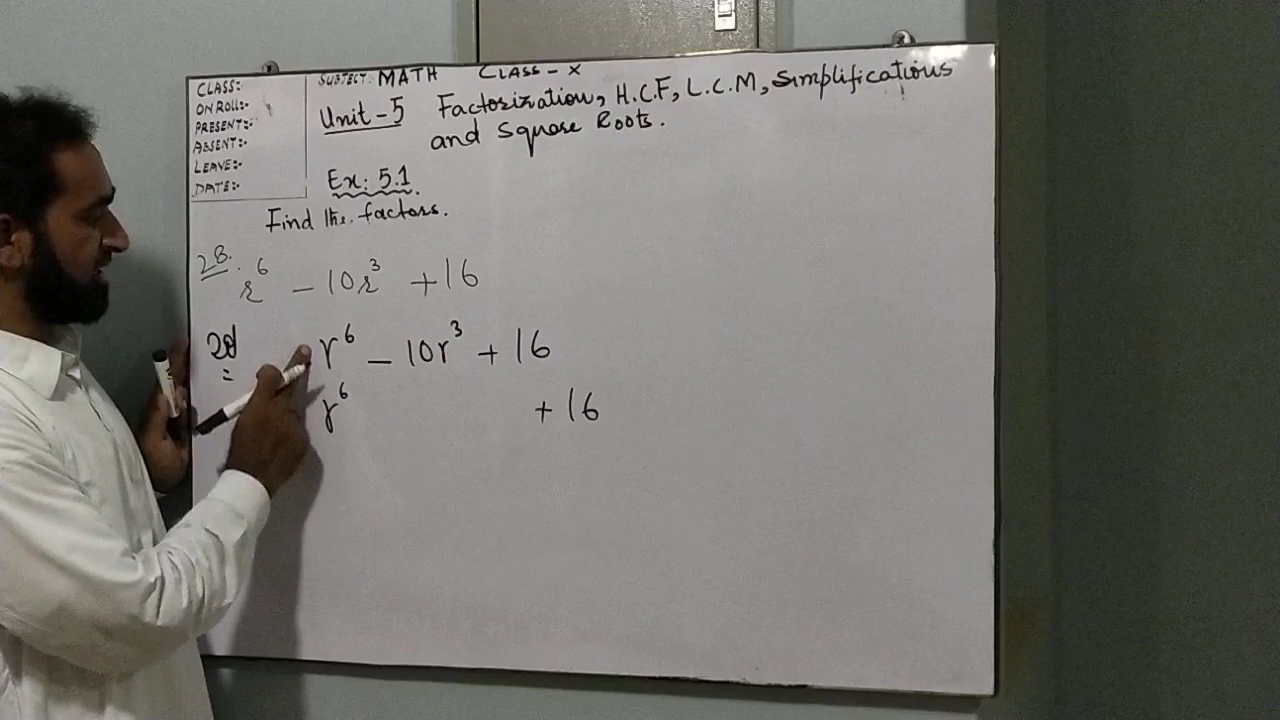 CLASS:
ON ROLL:-
PRESENT:-
ABSENT:-
LEAVE:-
DATE:-
SUBJECT: MATH CLASS - X
Unit - 5 Factorization, H.C.F, L.C.M, Simplifications
and Square Roots.
Ex: 5.1
Find the factors.
28. r⁶ - 10r³ + 16
28 r⁶ - 10r³ + 16
r⁶ + 16